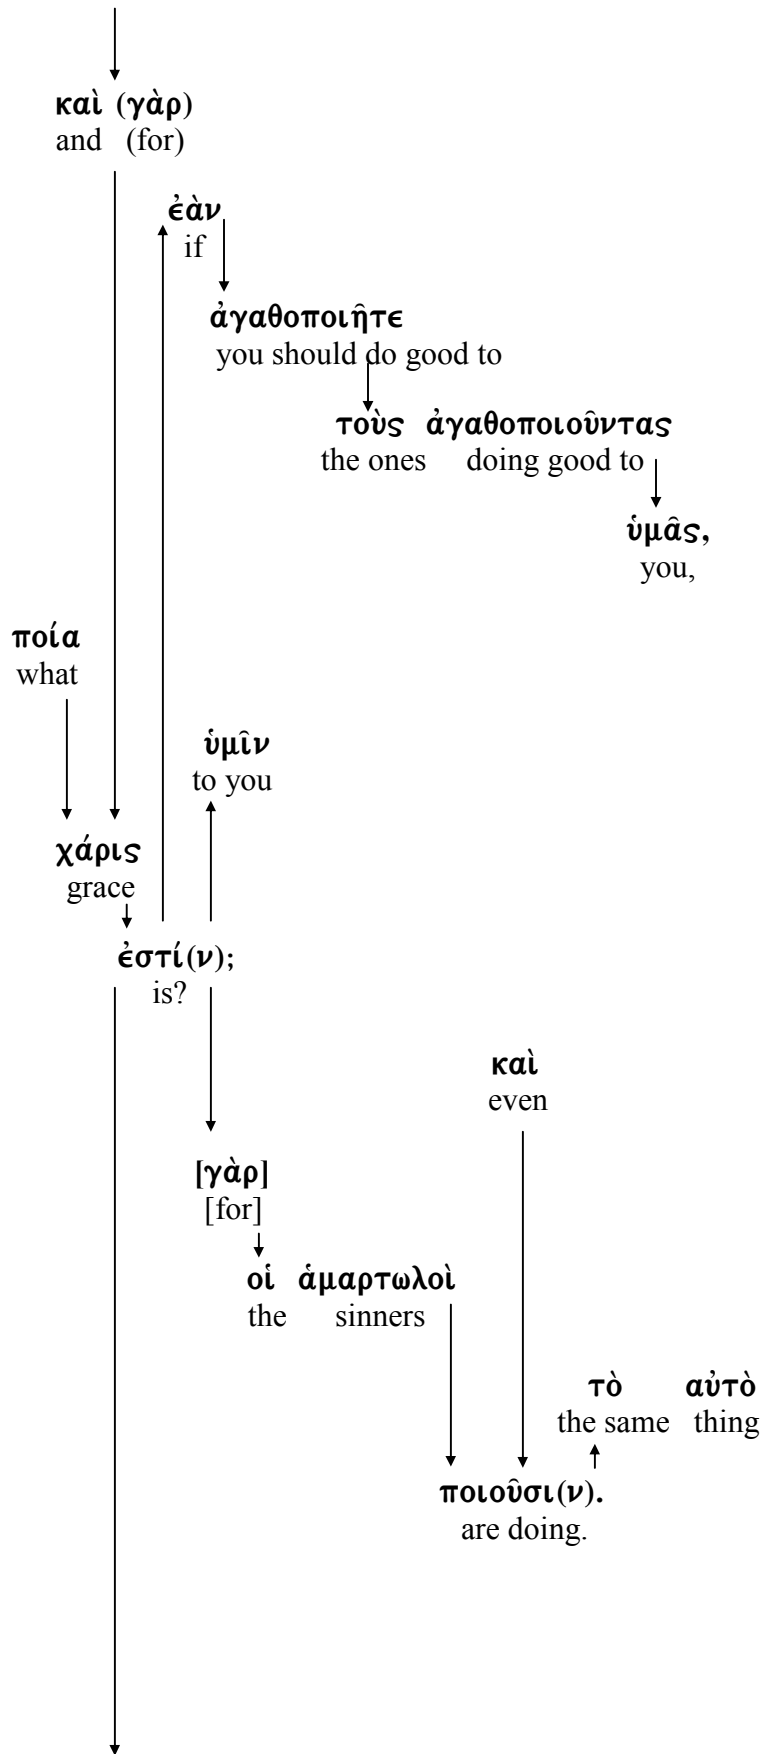 καὶ (γὰρ)
and (for)
ἐὰν
if
ἀγαθοποιῆτε
you should do good to
τοὺς ἀγαθοποιοῦντας
the ones doing good to
ὑμᾶς,
you,
ποία
what
ὑμῖν
to you
χάρις
grace
ἐστί(ν);
is?
καὶ
even
[γὰρ]
[for]
οἱ ἁμαρτωλοὶ
the sinners
τὸ αὐτὸ
the same thing
ποιοῦσι(ν).
are doing.